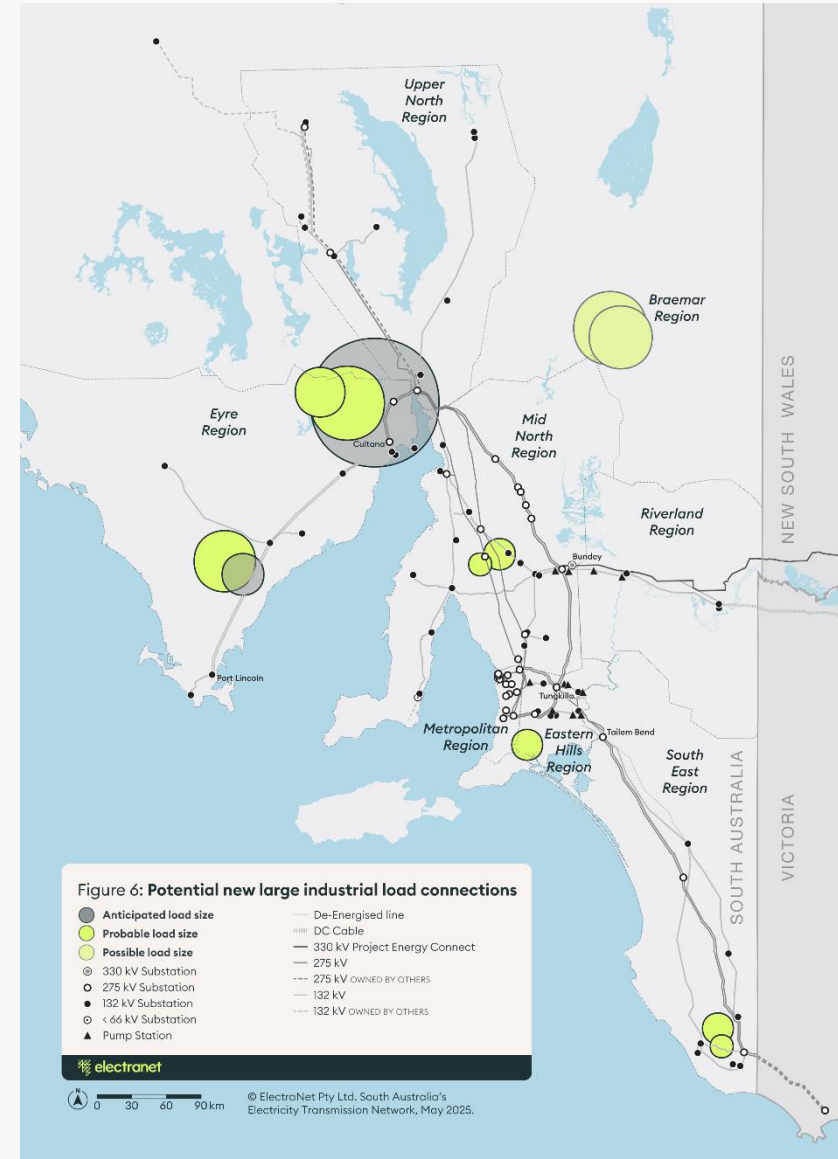 Upper
North
Region
Braemar
Region
Eyre
Region
Cultana
Mid
North
Region
NEW SOUTH WALES
Riverland
Region
Bundey
Port Lincoln
Tungkillo
Metropolitan
Region
Eastern
Hills
Region
Tailem Bend
South
East
Region
SOUTH AUSTRALIA
VICTORIA
Figure 6: Potential new large industrial load connections
Anticipated load size
Probable load size
Possible load size
330 kV Substation
275 kV Substation
132 kV Substation
< 66 kV Substation
Pump Station
De-Energised line
DC Cable
330 kV Project Energy Connect
275 kV
275 kV OWNED BY OTHERS
132 kV
132 kV OWNED BY OTHERS
electranet
N
0 30 60 90 km
© ElectraNet Pty Ltd. South Australia's
Electricity Transmission Network, May 2025.